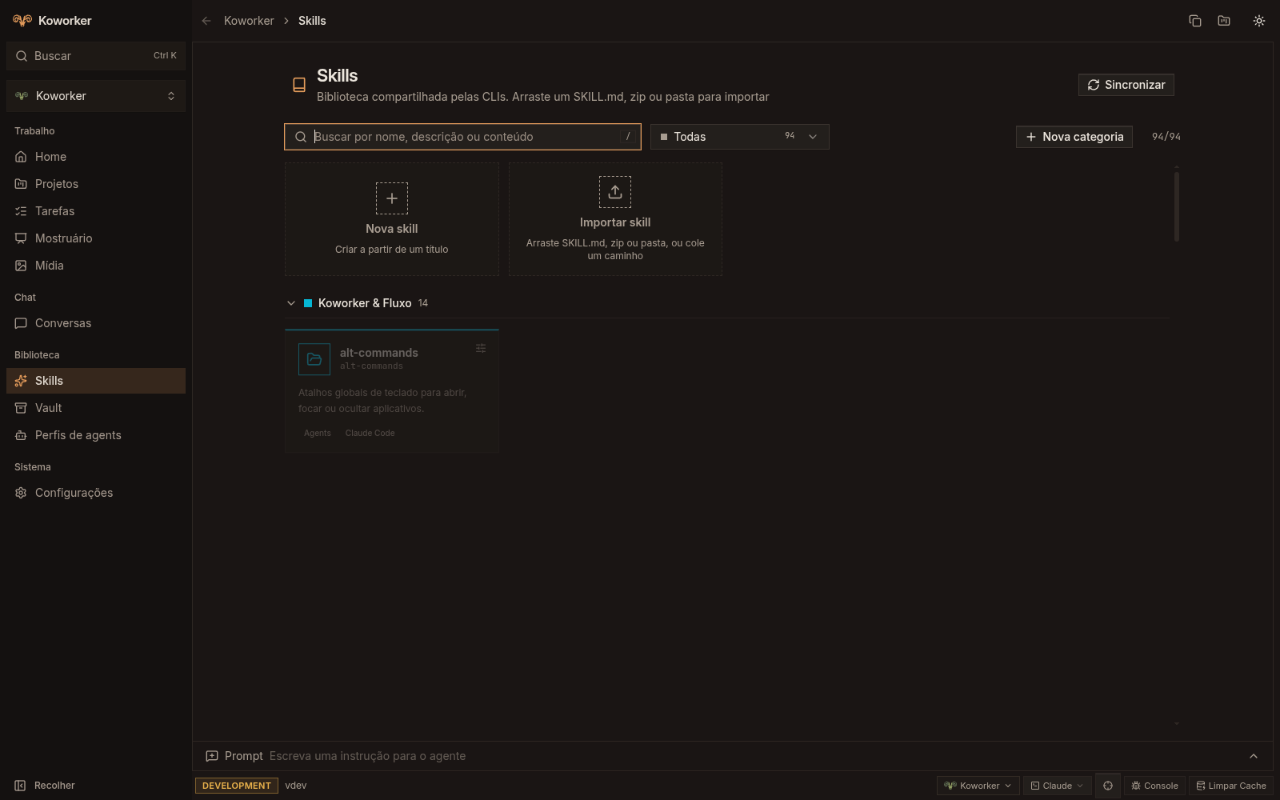 Koworker
Koworker > Skills
Buscar Ctrl K
Koworker
Trabalho
Home
Projetos
Tarefas
Mostruário
Mídia
Chat
Conversas
Biblioteca
Skills
Vault
Perfis de agents
Sistema
Configurações
Recolher
Skills
Biblioteca compartilhada pelas CLIs. Arraste um SKILL.md, zip ou pasta para importar
Sincronizar
Buscar por nome, descrição ou conteúdo /
Todas 94
Nova categoria
94/94
Nova skill
Criar a partir de um título
Importar skill
Arraste SKILL.md, zip ou pasta, ou cole
um caminho
Koworker & Fluxo 14
alt-commands
alt-commands
Atalhos globais de teclado para abrir,
focar ou ocultar aplicativos.
Agents Claude Code
Prompt Escreva uma instrução para o agente
DEVELOPMENT vdev
Koworker
Claude
Console
Limpar Cache